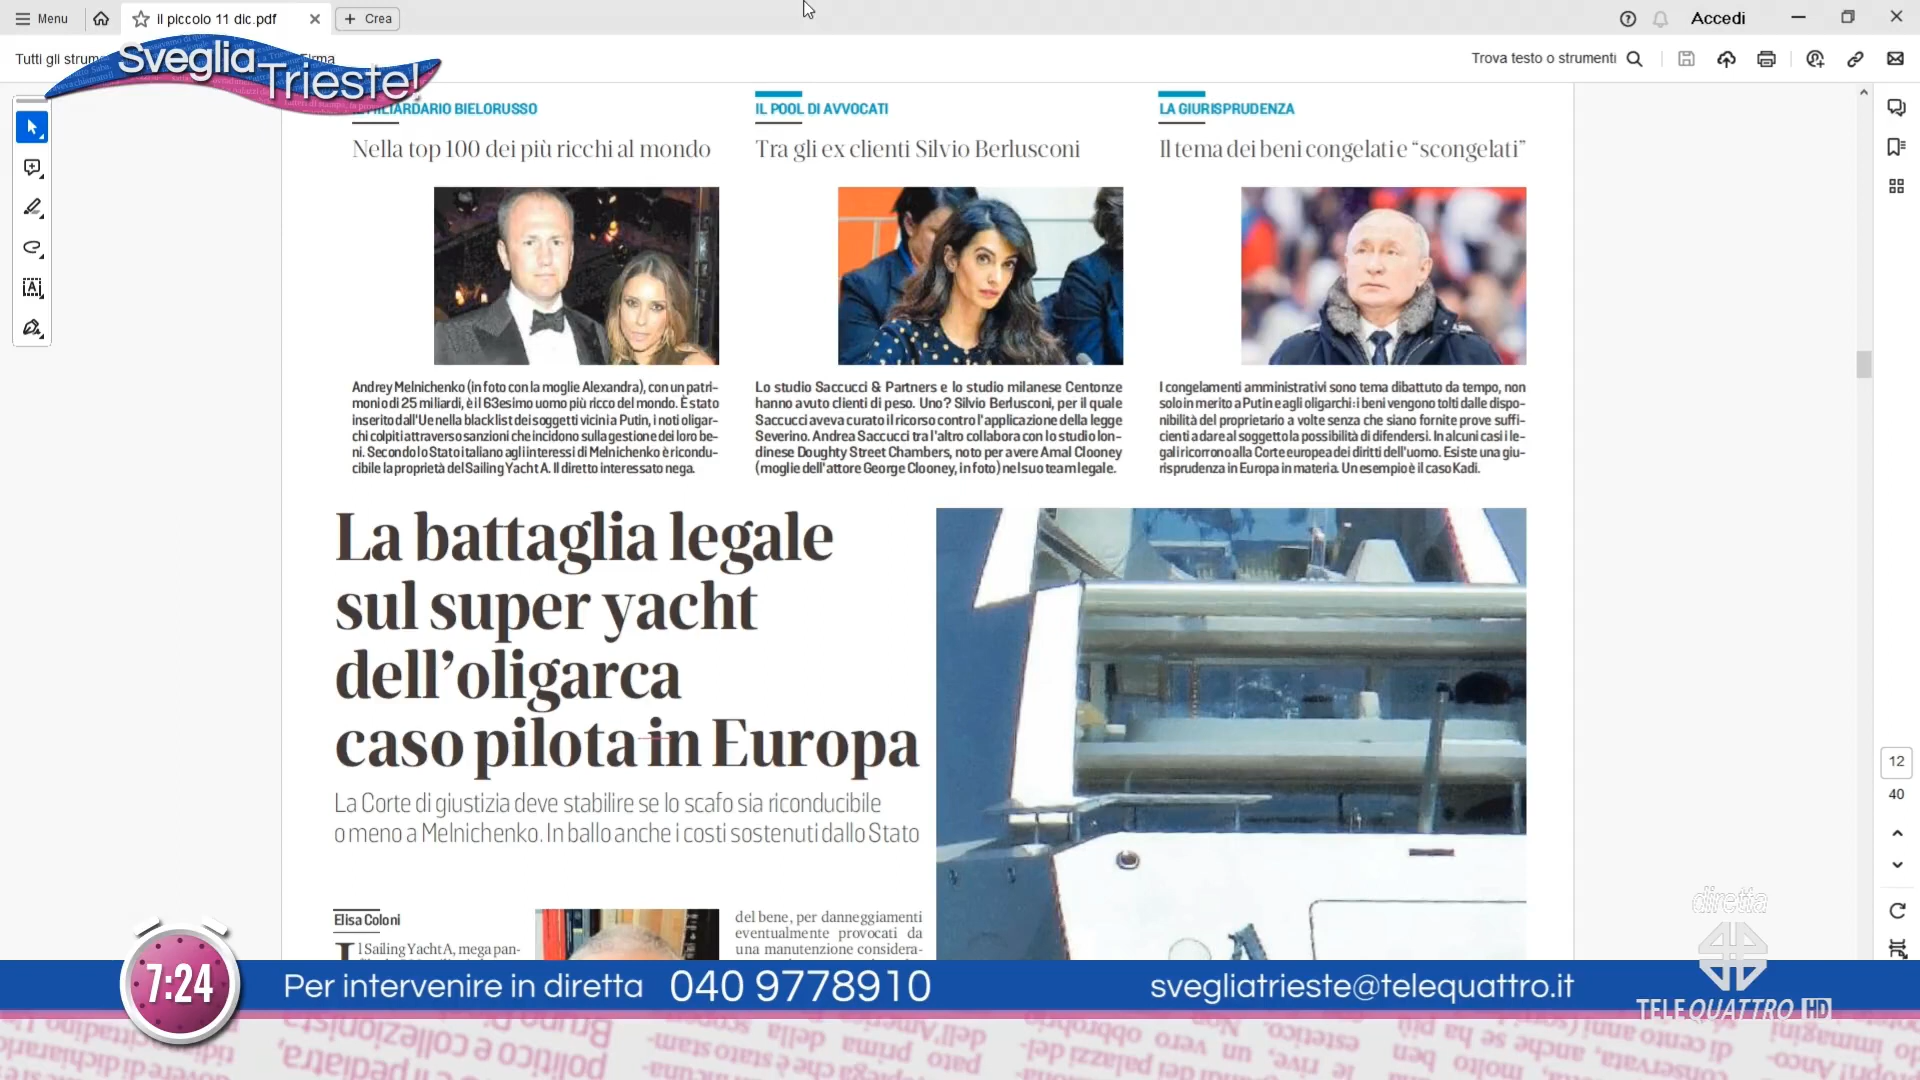 Menu
il piccolo 11 dic.pdf
Crea
Accedi
Tutti gli strum
Firma
Trova testo o strumenti
Sveglia
Trieste!
MILIARDARIO BIELORUSSO
Nella top 100 dei più ricchi al mondo
Andrey Melnichenko (in foto con la moglie Alexandra), con un patri-
monio di 25 miliardi, è il 63esimo uomo più ricco del mondo. È stato
inserito dall'Ue nella black list dei soggetti vicini a Putin, i noti oligar-
chi colpiti attraverso sanzioni che incidono sulla gestione dei loro be-
ni. Secondo lo Stato italiano agli interessi di Melnichenko è ricondu-
cibile la proprietà del Sailing Yacht A. Il diretto interessato nega.
IL POOL DI AVVOCATI
Tra gli ex clienti Silvio Berlusconi
Lo studio Saccucci & Partners e lo studio milanese Centonze
hanno avuto clienti di peso. Uno? Silvio Berlusconi, per il quale
Saccucci aveva curato il ricorso contro l'applicazione della legge
Severino. Andrea Saccucci tra l'altro collabora con lo studio lon-
dinese Doughty Street Chambers, noto per avere Amal Clooney
(moglie dell'attore George Clooney, in foto) nel suo team legale.
LA GIURISPRUDENZA
Il tema dei beni congelati e “scongelati”
I congelamenti amministrativi sono tema dibattuto da tempo, non
solo in merito a Putin e agli oligarchi: i beni vengono tolti dalle dispo-
nibilità del proprietario a volte senza che siano fornite prove suffi-
cienti a dare al soggetto la possibilità di difendersi. In alcuni casi i le-
gali ricorrono alla Corte europea dei diritti dell'uomo. Esiste una giu-
risprudenza in Europa in materia. Un esempio è il caso Kadi.
La battaglia legale
sul super yacht
dell’oligarca
caso pilota in Europa
La Corte di giustizia deve stabilire se lo scafo sia riconducibile
o meno a Melnichenko. In ballo anche i costi sostenuti dallo Stato
Elisa Coloni
Il Sailing Yacht A, mega pan-
del bene, per danneggiamenti
eventualmente provocati da
una manutenzione considera-
12
40
diretta
7:24
Per intervenire in diretta 040 9778910
svegliatrieste@telequattro.it
TELEQUATTRO HD